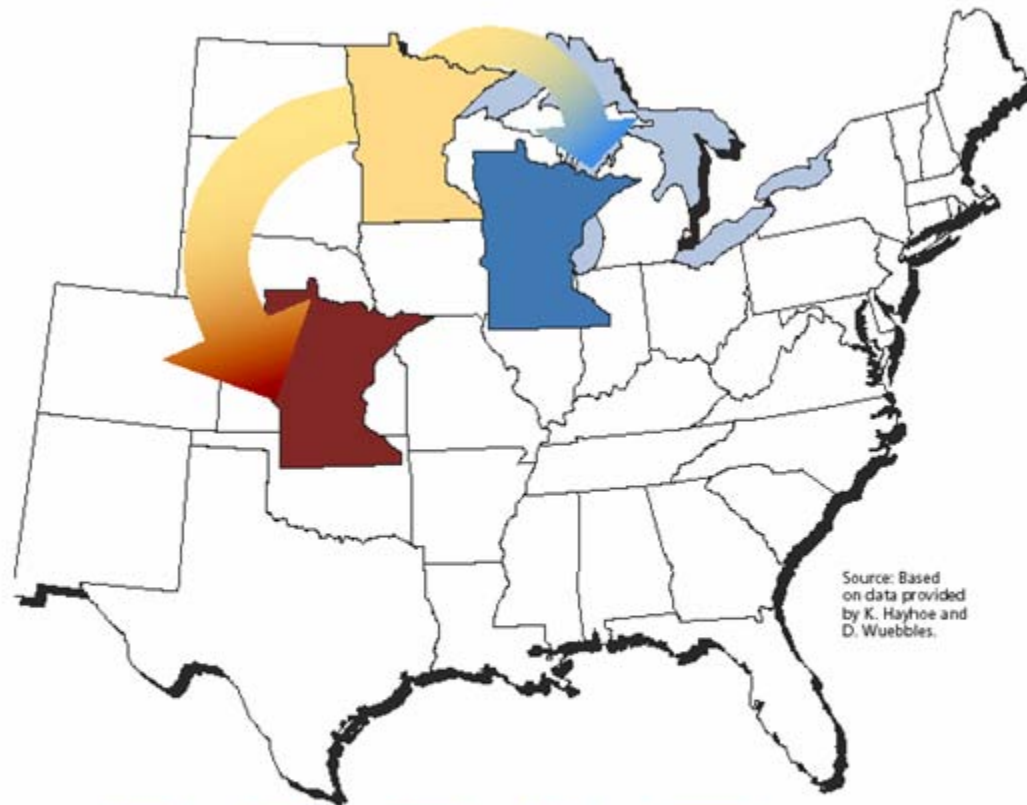 Source: Based
on data provided
by K. Hayhoe and
D. Wuebbles.